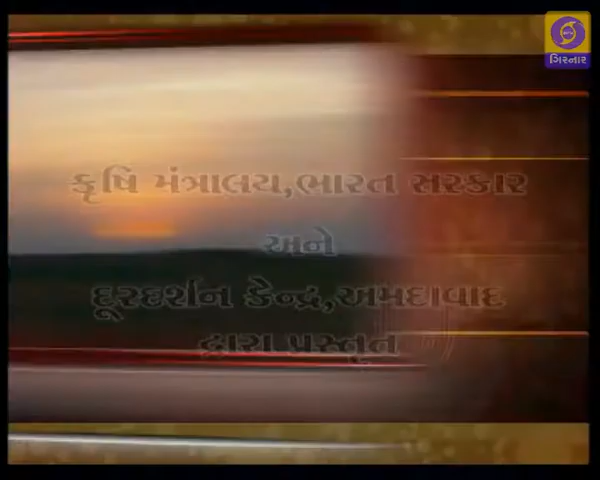 ગિરનાર
કૃષિ મંત્રાલય,ભારત સરકાર
અને
દૂરદર્શન કેન્દ્ર,અમદાવાદ
દ્વારા પ્રસ્તુત